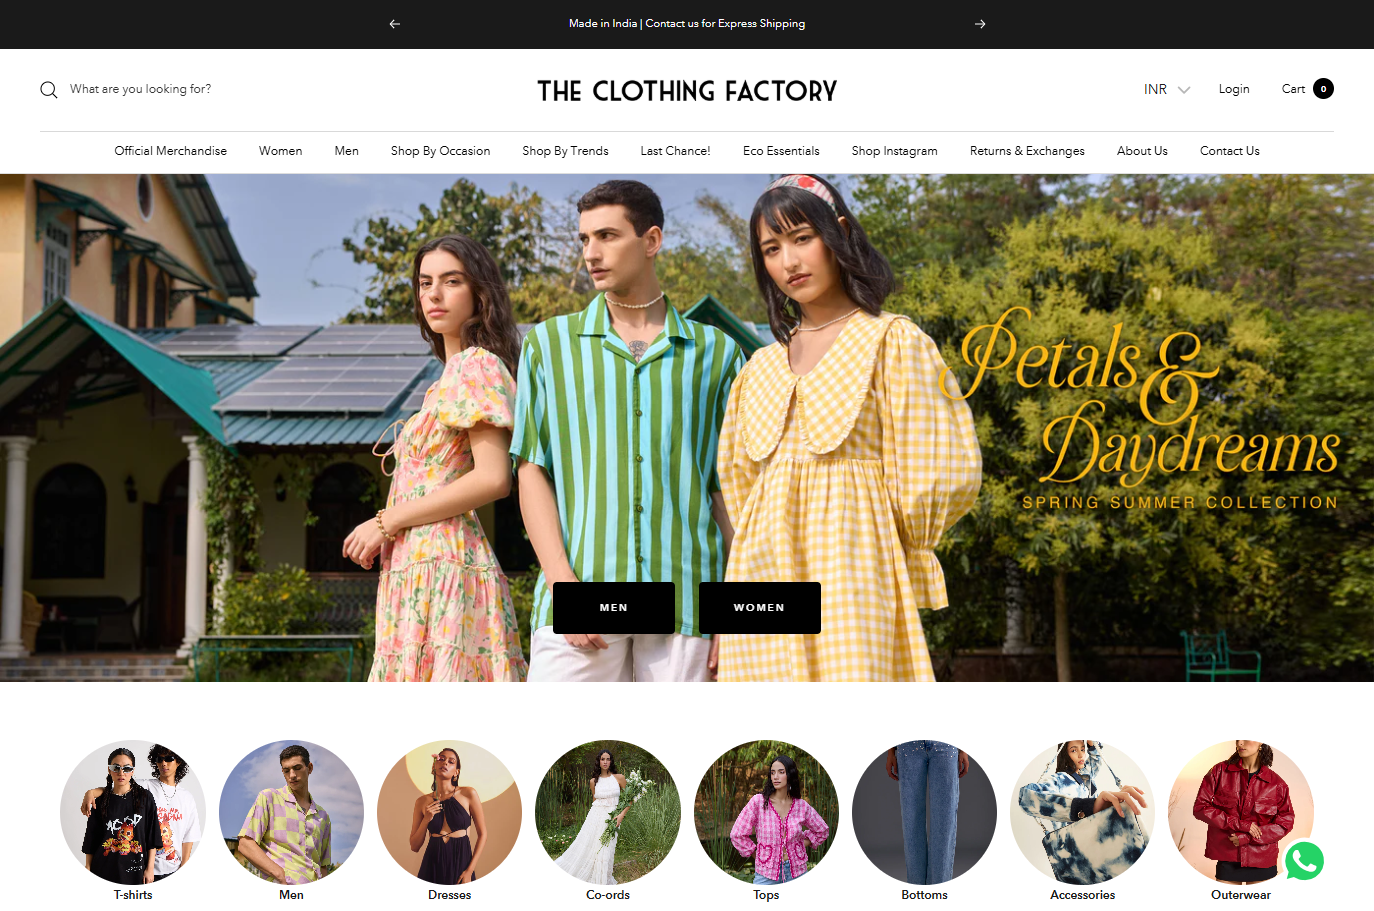 Made in India | Contact us for Express Shipping
What are you looking for?
THE CLOTHING FACTORY
INR
Login
Cart 0
Official Merchandise
Women
Men
Shop By Occasion
Shop By Trends
Last Chance!
Eco Essentials
Shop Instagram
Returns & Exchanges
About Us
Contact Us
Petals &
Daydreams
SPRING SUMMER COLLECTION
MEN
WOMEN
T-shirts
Men
Dresses
Co-ords
Tops
Bottoms
Accessories
Outerwear